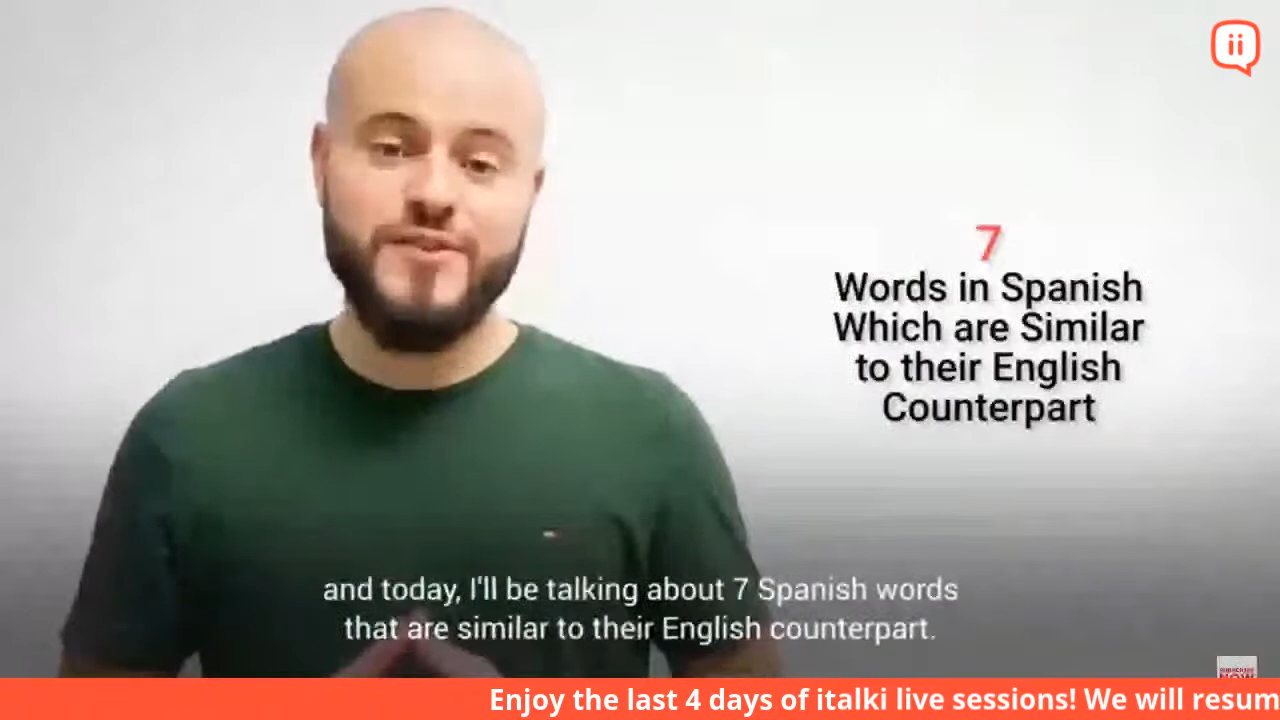 7
Words in Spanish
Which are Similar
to their English
Counterpart
and today, I'll be talking about 7 Spanish words
that are similar to their English counterpart.
Enjoy the last 4 days of italki live sessions! We will resum